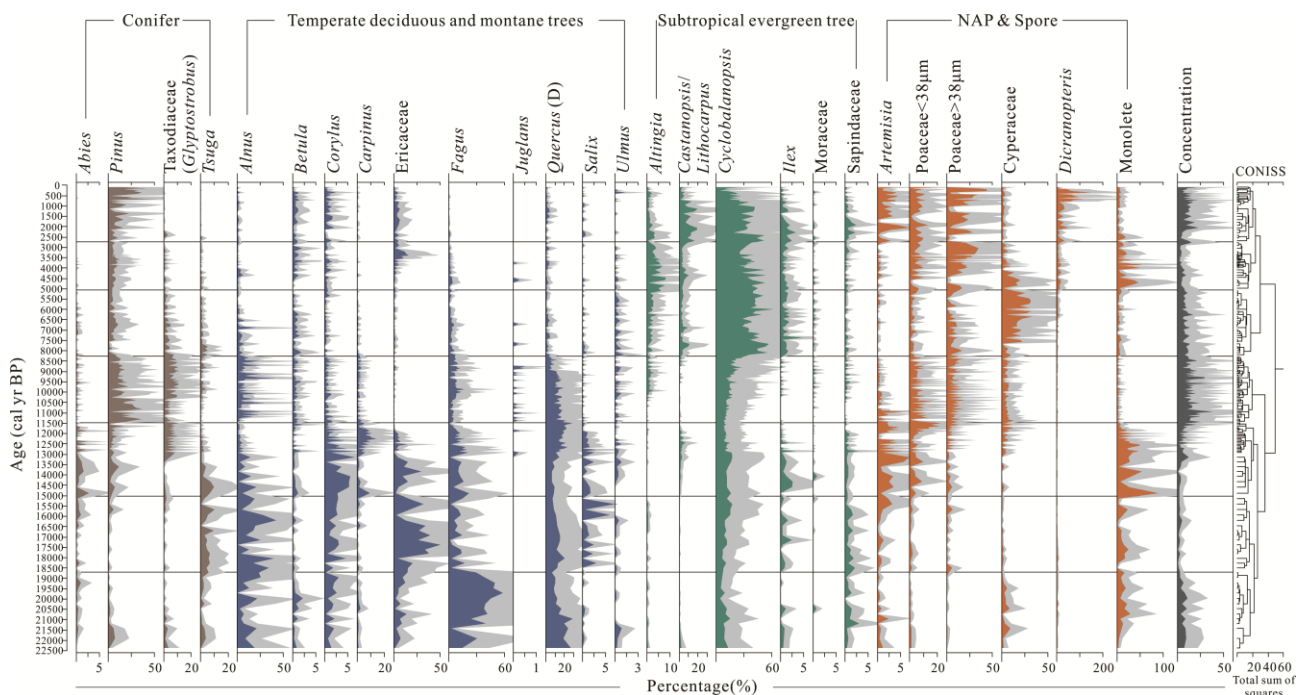 Conifer
Temperate deciduous and montane trees
Subtropical evergreen tree
NAP & Spore
Abies
Pinus
Taxodiaceae
(Glyptostrobus)
Tsuga
Alnus
Betula
Corylus
Carpinus
Ericaceae
Fagus
Juglans
Quercus (D)
Salix
Ulmus
Altingia
Castanopsis/
Lithocarpus
Cyclobalanopsis
Ilex
Moraceae
Sapindaceae
Artemisia
Poaceae<38μm
Poaceae>38μm
Cyperaceae
Dicranopteris
Monolete
Concentration
CONISS
Age (cal yr BP)
0
500
1000
1500
2000
2500
3000
3500
4000
4500
5000
5500
6000
6500
7000
7500
8000
8500
9000
9500
10000
10500
11000
11500
12000
12500
13000
13500
14000
14500
15000
15500
16000
16500
17000
17500
18000
18500
19000
19500
20000
20500
21000
21500
22000
22500
5 50 20 20 50 5 5 20 50 60 1 20 5 3 10 20 60 5 5 5 5 20 50 50 200 100 50 20 40 60
Percentage(%)
Total sum of
squares